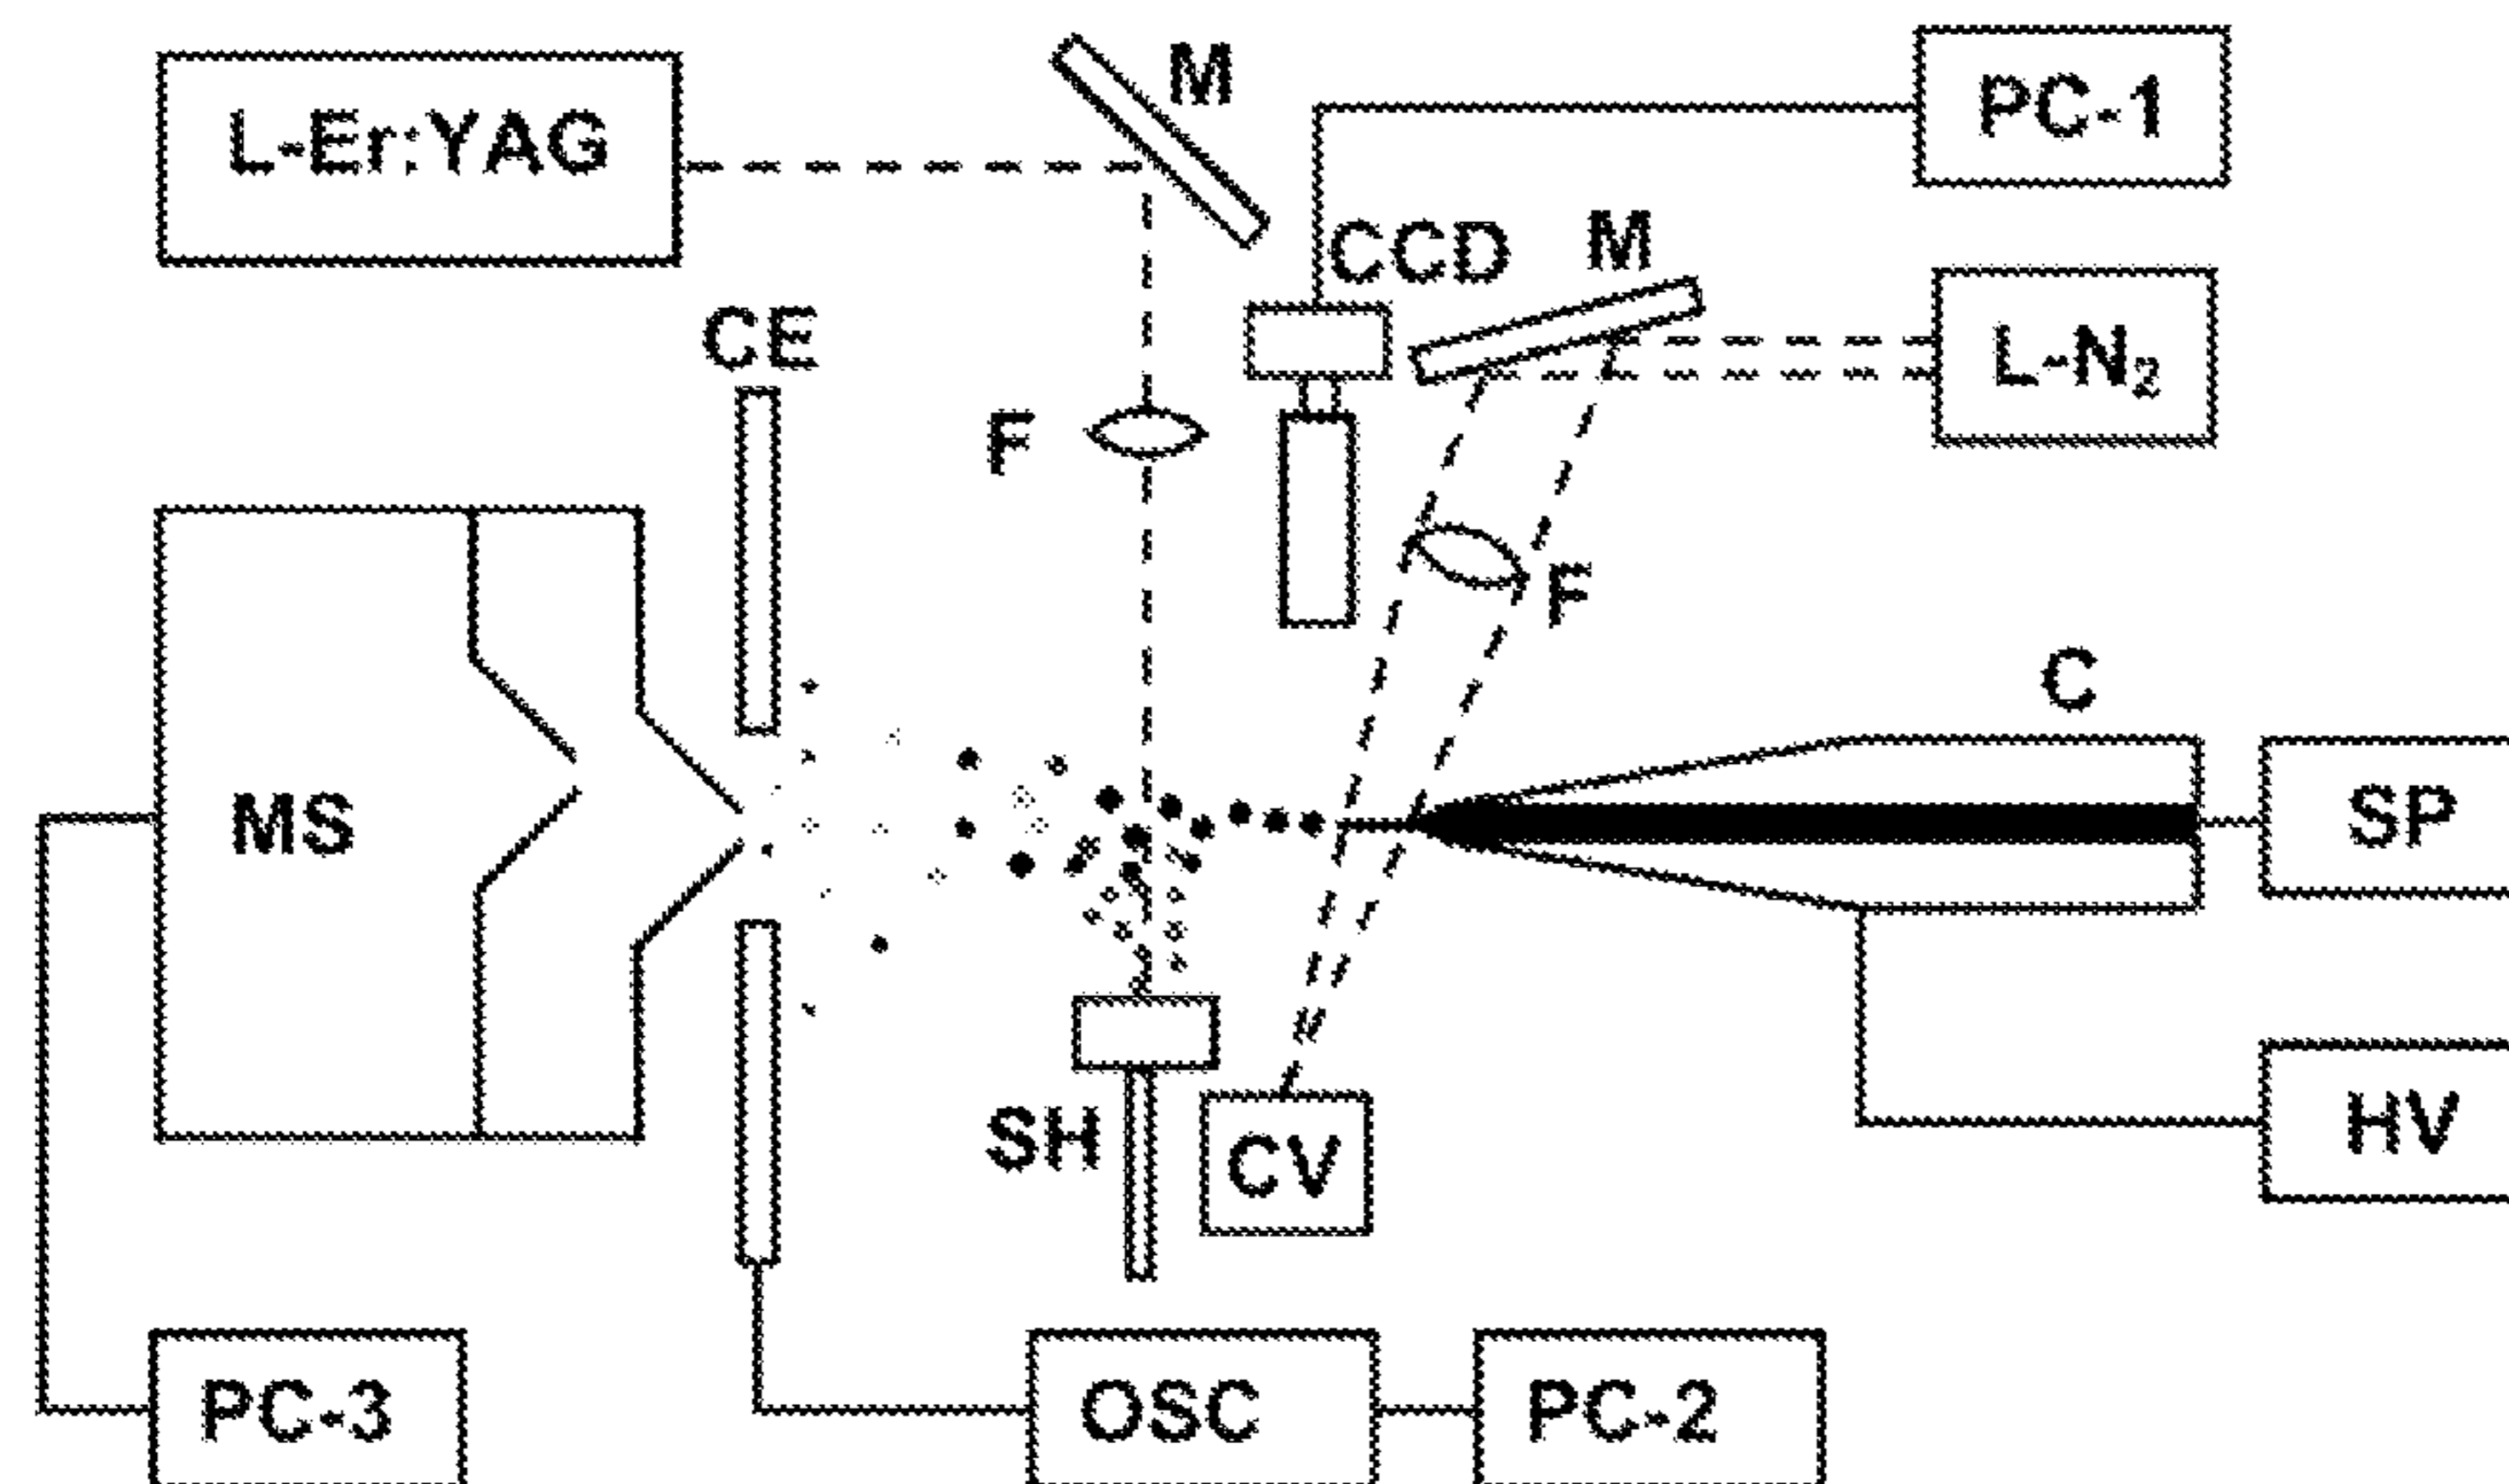 M
PC-1
L-Er:YAG
CCD
M
CE
L-N₂
F
F
C
MS
SP
SH
CV
HV
PC-3
OSC
PC-2